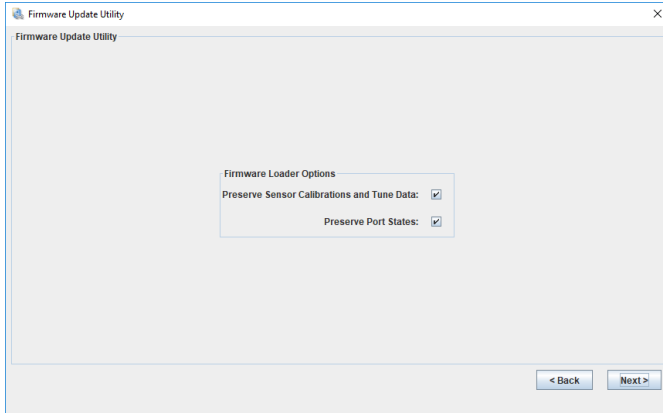 Firmware Update Utility
Firmware Update Utility
Firmware Loader Options
Preserve Sensor Calibrations and Tune Data:
Preserve Port States:
< Back Next >